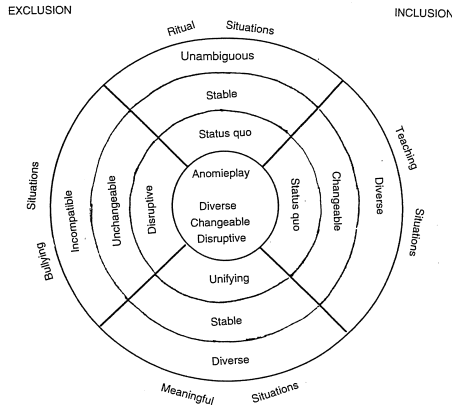 EXCLUSION
INCLUSION
Ritual Situations
Unambiguous
Stable
Status quo
Teaching Situations
Diverse
Changeable
Status quo
Anomieplay
Diverse
Changeable
Disruptive
Bullying Situations
Incompatible
Unchangeable
Disruptive
Unifying
Stable
Diverse
Meaningful Situations